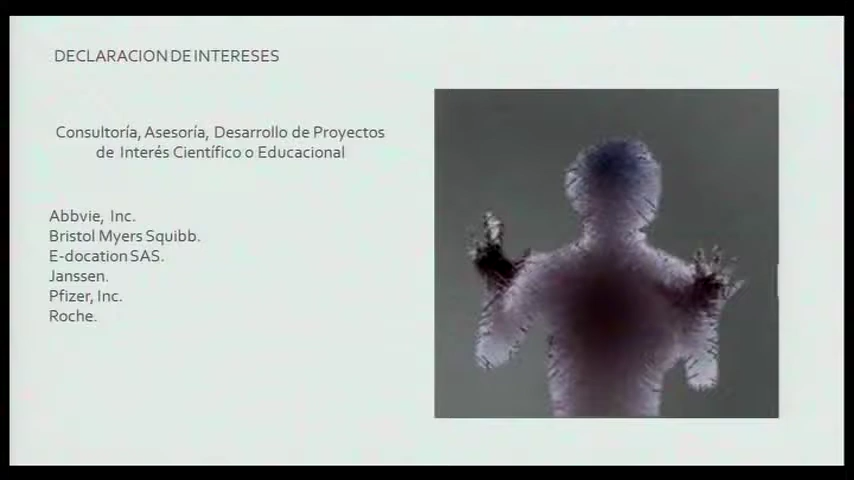 DECLARACION DE INTERESES
Consultoría, Asesoría, Desarrollo de Proyectos
de Interés Científico o Educacional
Abbvie, Inc.
Bristol Myers Squibb.
E-docation SAS.
Janssen.
Pfizer, Inc.
Roche.